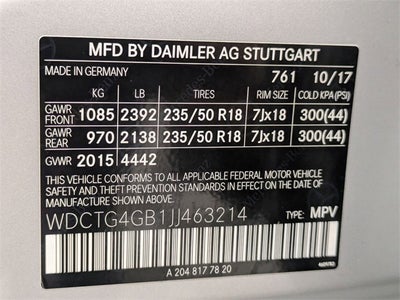 MFD BY DAIMLER AG STUTTGART
MADE IN GERMANY 761 10/17
KG LB TIRES RIM SIZE COLD KPA (PSI)
GAWR FRONT 1085 2392 235/50 R18 7Jx18 300(44)
GAWR REAR 970 2138 235/50 R18 7Jx18 300(44)
GVWR 2015 4442
THIS VEHICLE CONFORMS TO ALL APPLICABLE FEDERAL MOTOR VEHICLE
SAFETY AND THEFT PREVENTION STANDARDS IN EFFECT ON THE DATE
OF MANUFACTURE SHOWN ABOVE.
WDCTG4GB1JJ463214 TYPE: MPV
A 204 817 78 20